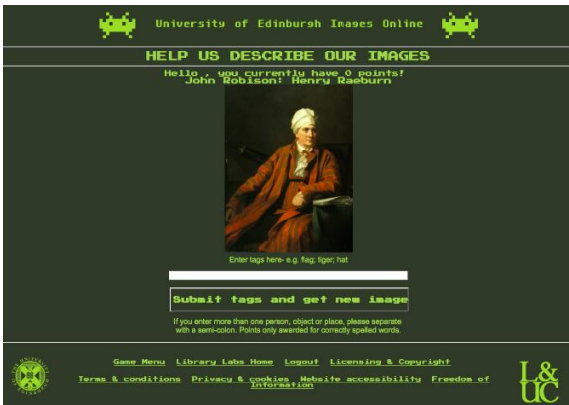 University of Edinburgh Images Online
HELP US DESCRIBE OUR IMAGES
Hello , you currently have 0 points!
John Robison: Henry Raeburn
Enter tags here- e.g. flag; tiger; hat
Submit tags and get new image
If you enter more than one person, object or place, please separate
with a semi-colon. Points only awarded for correctly spelled words.
Game Menu Library Labs Home Logout Licensing & Copyright
Terms & conditions Privacy & cookies Website accessibility Freedom of
Information
L&
UC